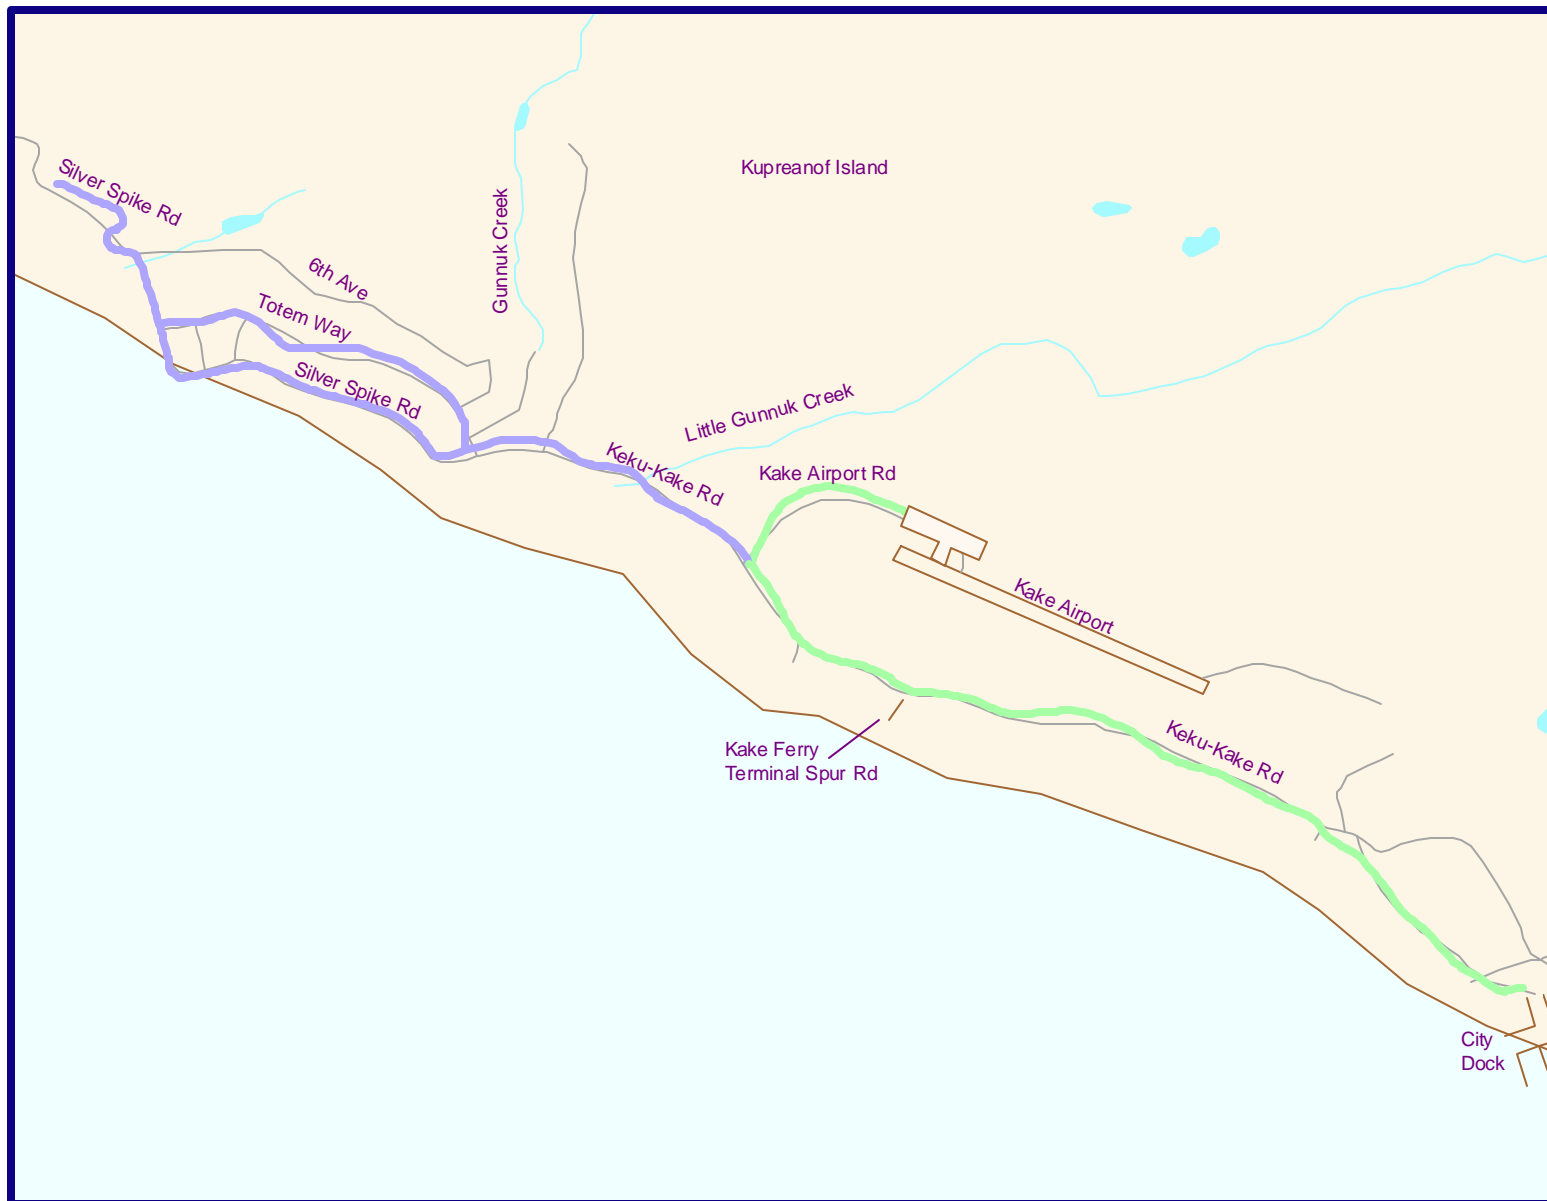 Silver Spike Rd
Kupreanof Island
Gunnuk Creek
6th Ave
Totem Way
Silver Spike Rd
Little Gunnuk Creek
Keku-Kake Rd
Kake Airport Rd
Kake Airport
Kake Ferry
Terminal Spur Rd
Keku-Kake Rd
City
Dock